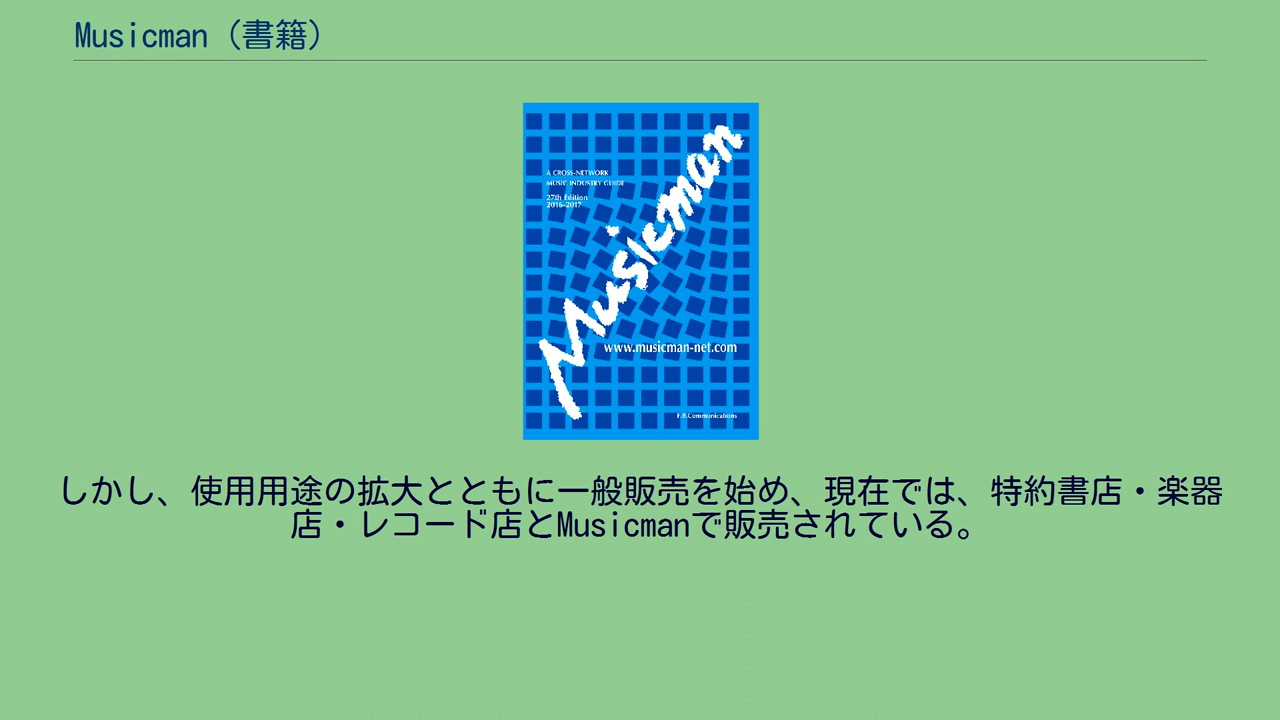 Musicman（書籍）
A CROSS-NETWORK
MUSIC INDUSTRY GUIDE
27th Edition
2016-2017
Musicman
www.musicman-net.com
F.B.Communications
しかし、使用用途の拡大とともに一般販売を始め、現在では、特約書店・楽器
店・レコード店とMusicmanで販売されている。